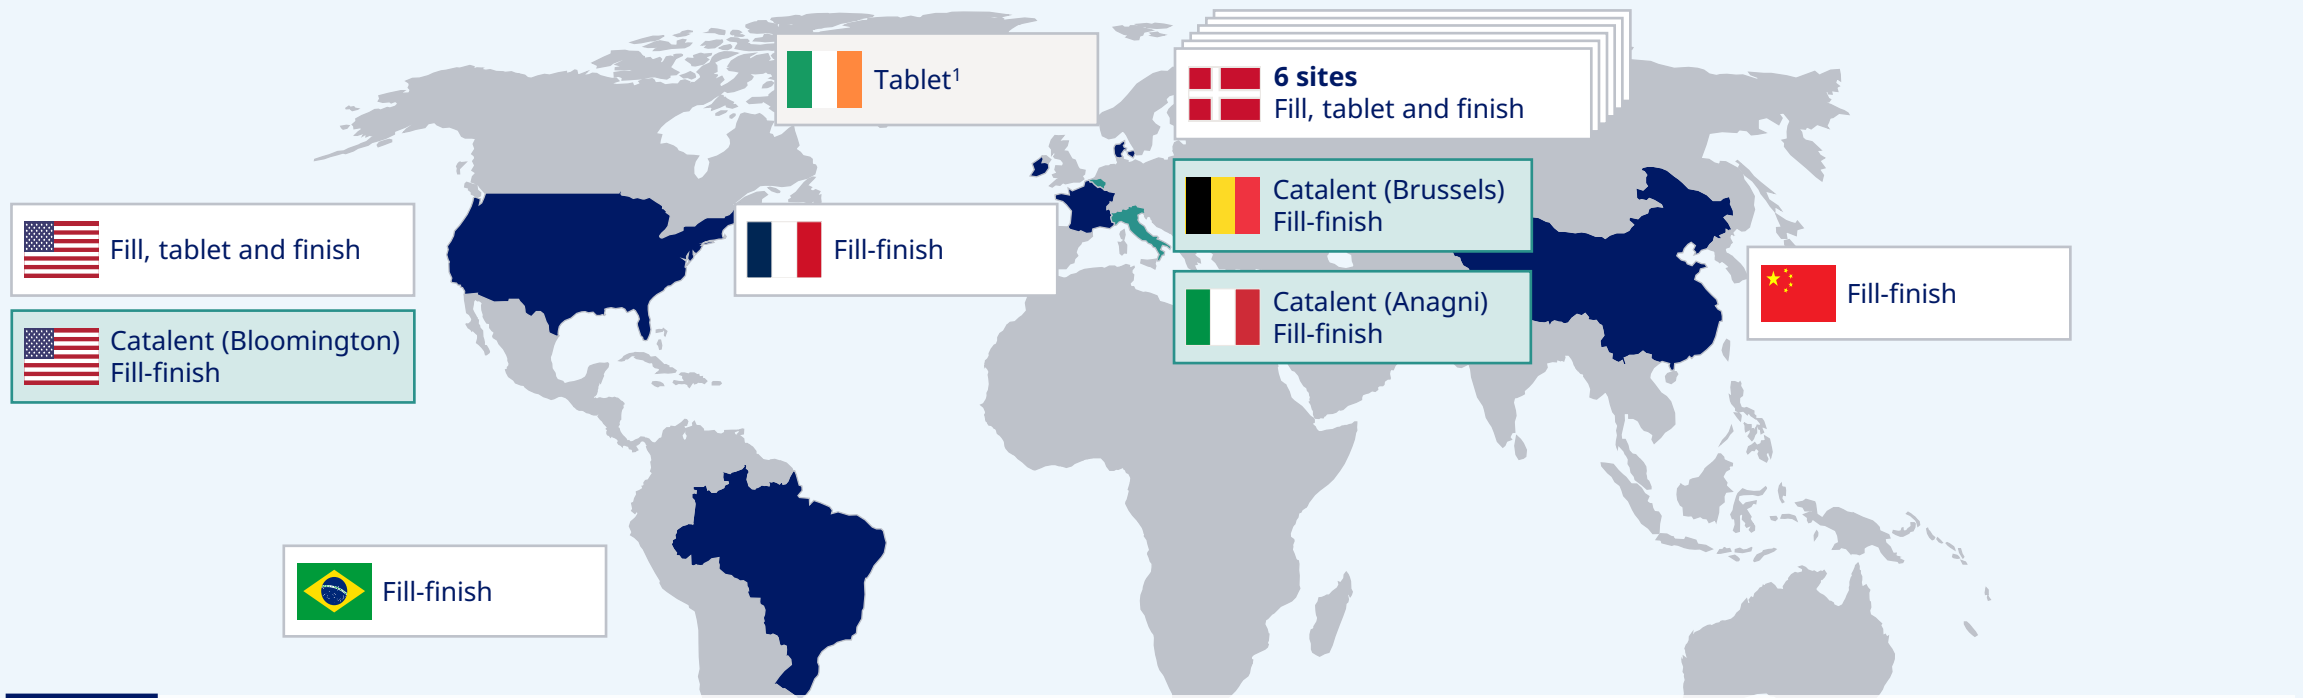 Tablet¹
6 sites
Fill, tablet and finish
Catalent (Brussels)
Fill-finish
Fill, tablet and finish
Fill-finish
Fill-finish
Catalent (Anagni)
Fill-finish
Catalent (Bloomington)
Fill-finish
Fill-finish